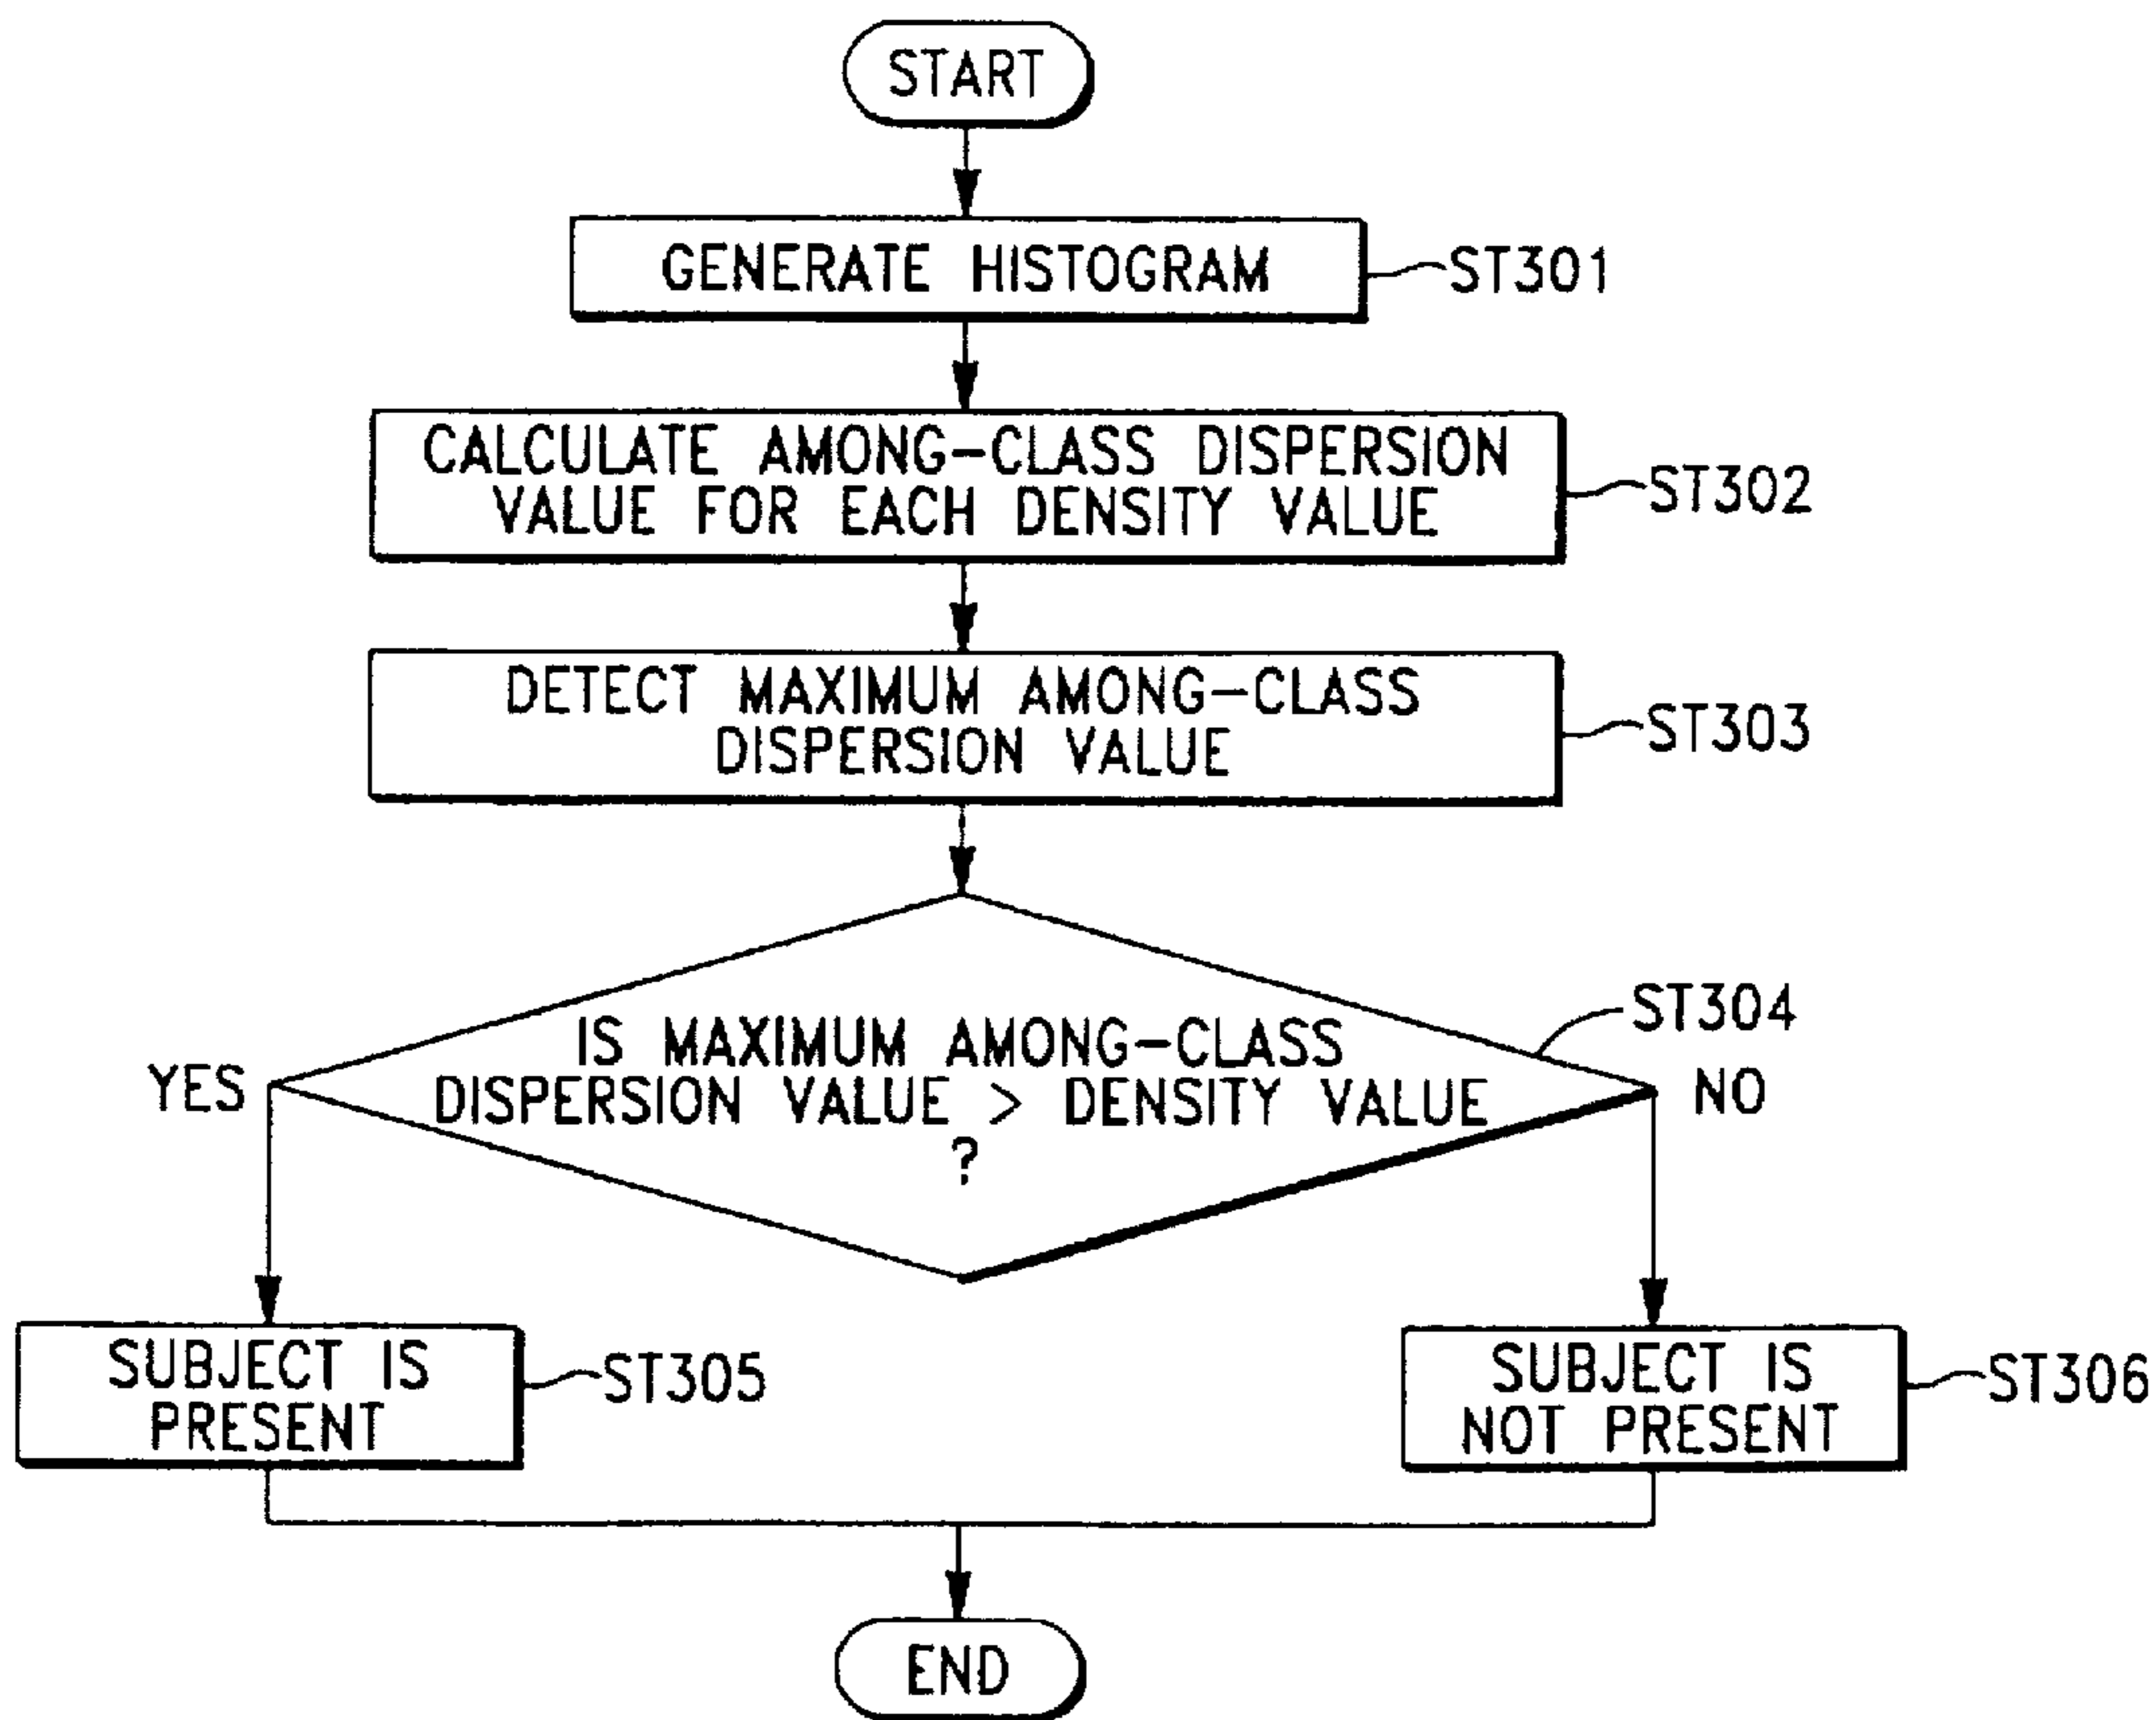 START
GENERATE HISTOGRAM
ST301
CALCULATE AMONG-CLASS DISPERSION
VALUE FOR EACH DENSITY VALUE
ST302
DETECT MAXIMUM AMONG-CLASS
DISPERSION VALUE
ST303
ST304
IS MAXIMUM AMONG-CLASS
DISPERSION VALUE > DENSITY VALUE
?
YES
NO
SUBJECT IS
PRESENT
ST305
SUBJECT IS
NOT PRESENT
ST306
END